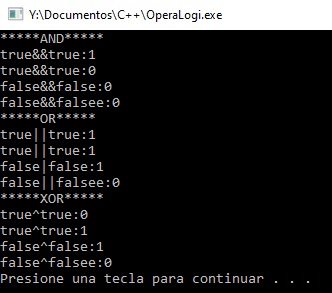 Y:\Documentos\C++\OperaLogi.exe
*****AND*****
true&&true:1
true&&true:0
false&&false:0
false&&falsee:0
*****OR*****
true||true:1
true||true:1
false|false:1
false||falsee:0
*****XOR*****
true^true:0
true^true:1
false^false:1
false^falsee:0
Presione una tecla para continuar . . .